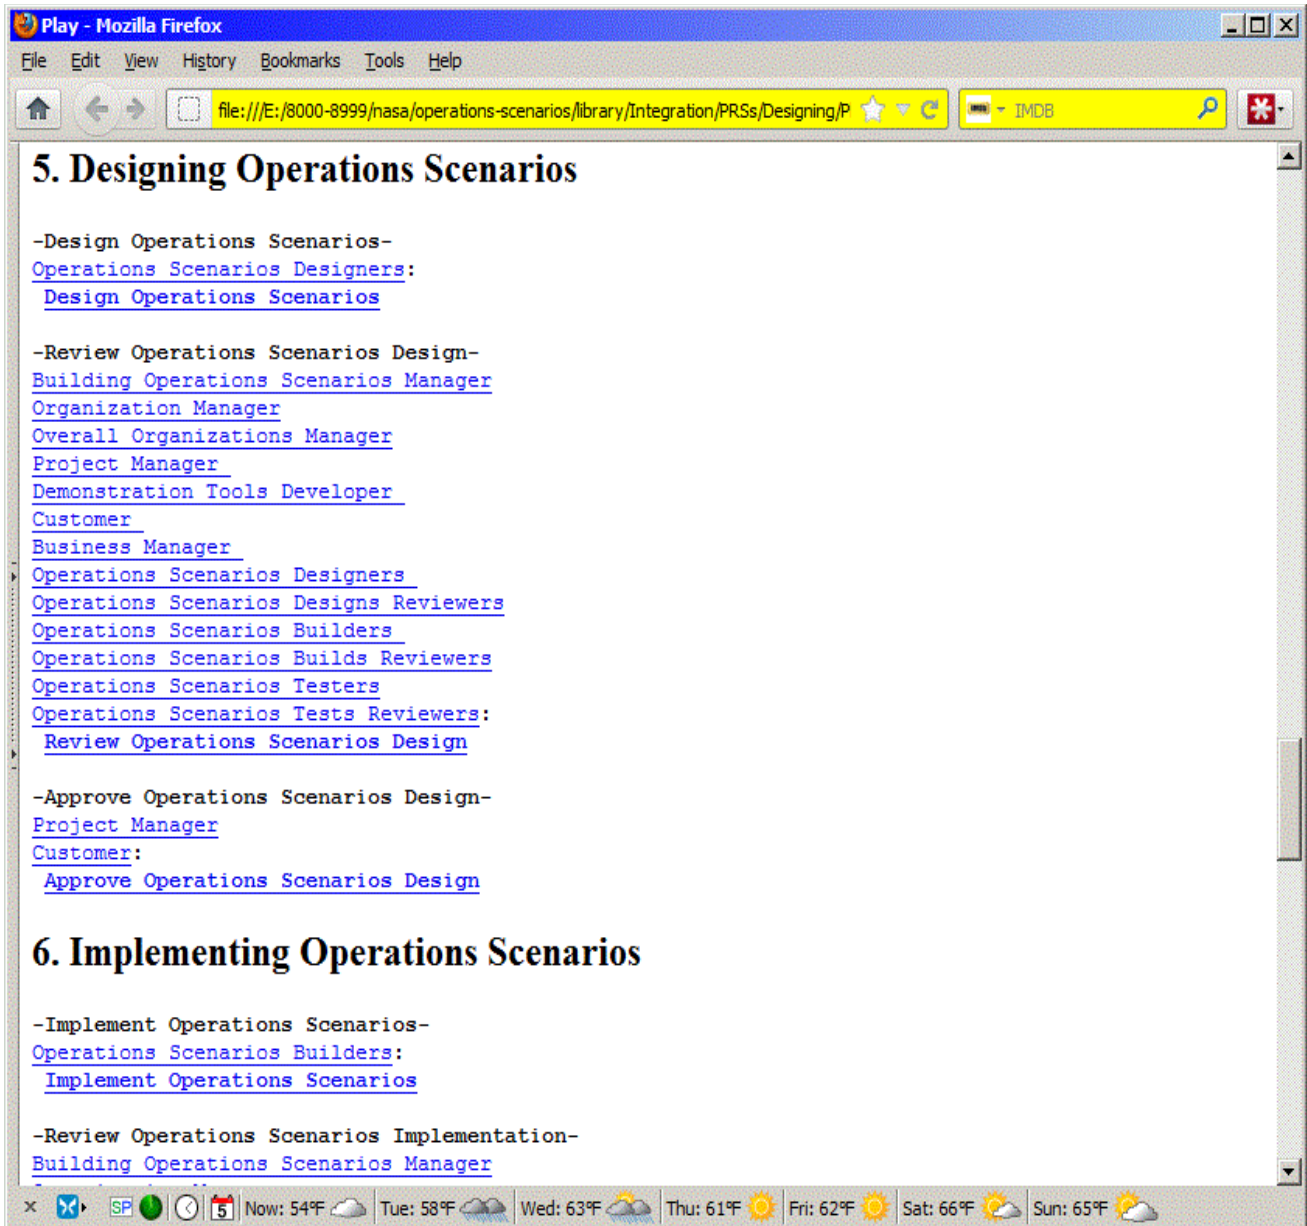 Play - Mozilla Firefox
File Edit View History Bookmarks Tools Help
file:///E:/8000-8999/nasa/operations-scenarios/library/Integration/PRSs/Designing/P IMDB
5. Designing Operations Scenarios
-Design Operations Scenarios-
Operations Scenarios Designers:
Design Operations Scenarios
-Review Operations Scenarios Design-
Building Operations Scenarios Manager
Organization Manager
Overall Organizations Manager
Project Manager
Demonstration Tools Developer
Customer
Business Manager
Operations Scenarios Designers
Operations Scenarios Designs Reviewers
Operations Scenarios Builders
Operations Scenarios Builds Reviewers
Operations Scenarios Testers
Operations Scenarios Tests Reviewers:
Review Operations Scenarios Design
-Approve Operations Scenarios Design-
Project Manager
Customer:
Approve Operations Scenarios Design
6. Implementing Operations Scenarios
-Implement Operations Scenarios-
Operations Scenarios Builders:
Implement Operations Scenarios
-Review Operations Scenarios Implementation-
Building Operations Scenarios Manager
SP 5 Now: 54°F Tue: 58°F Wed: 63°F Thu: 61°F Fri: 62°F Sat: 66°F Sun: 65°F